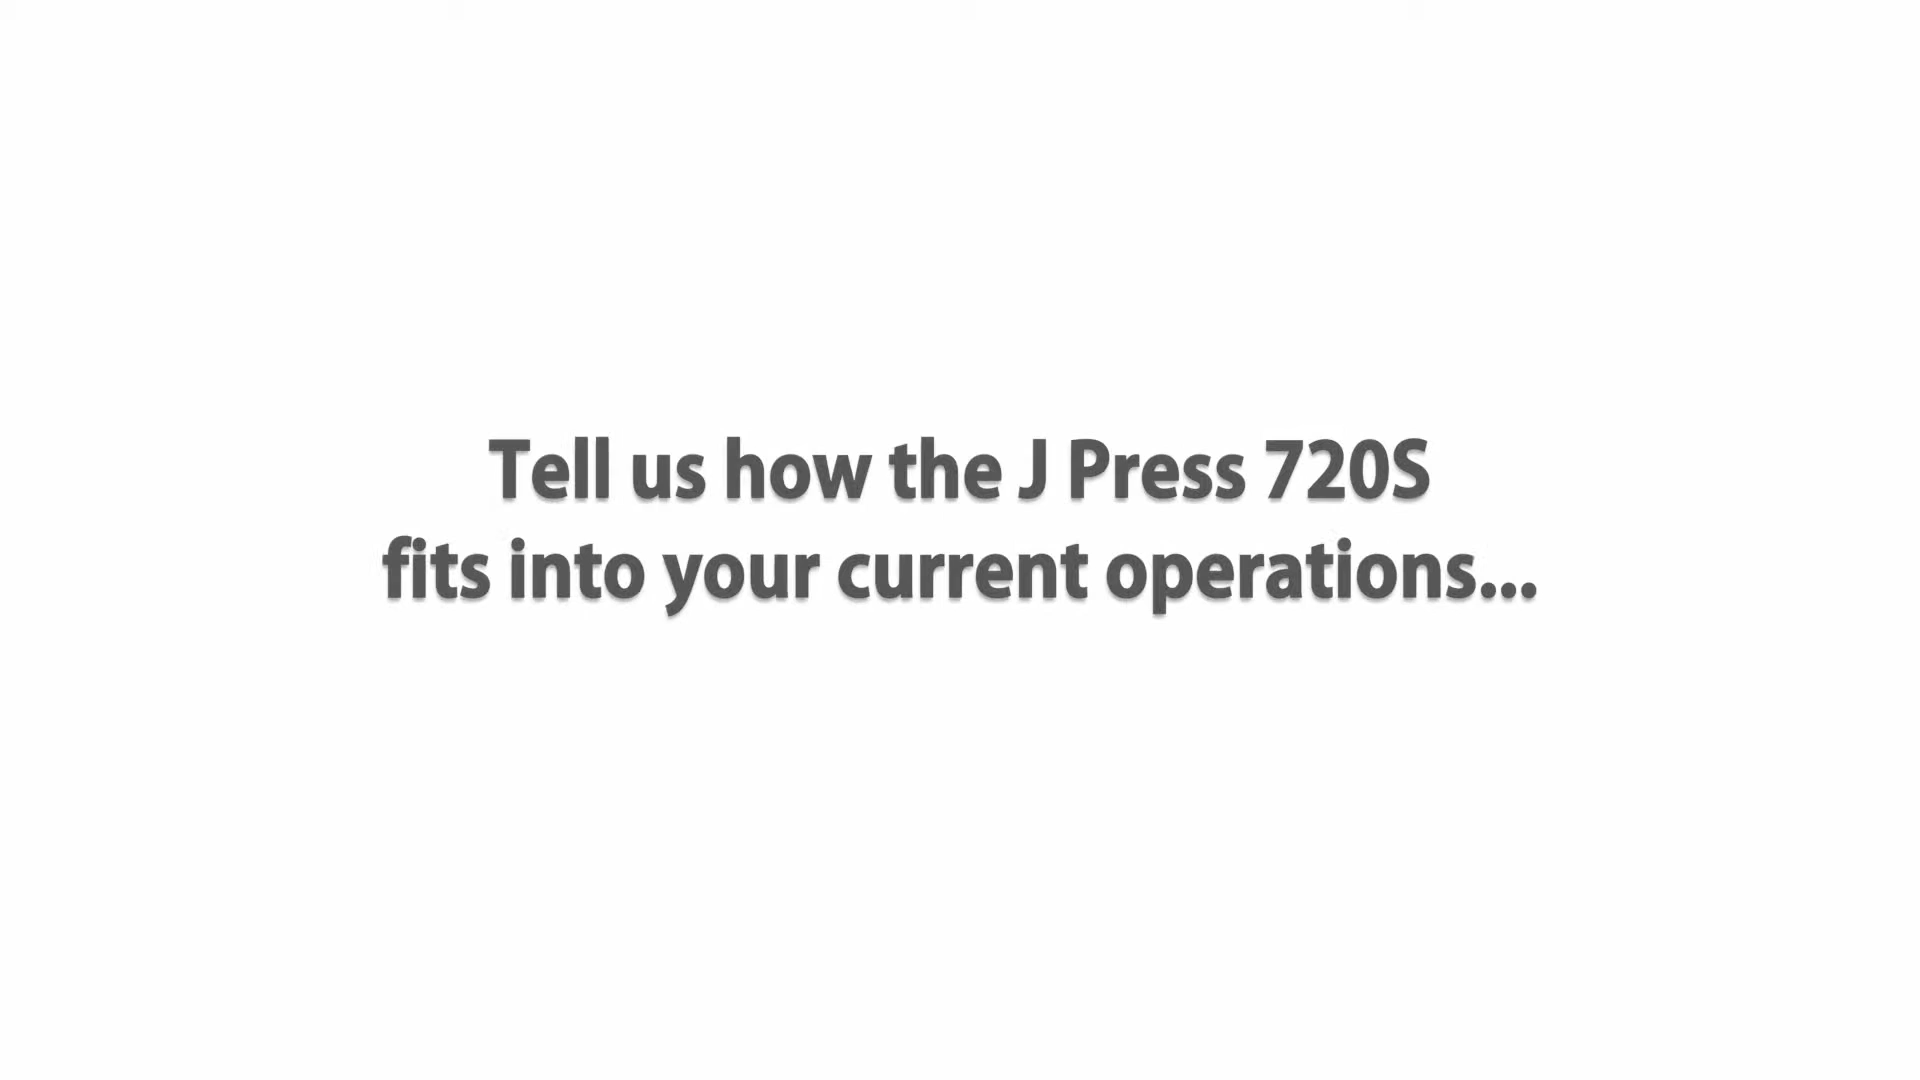 Tell us how the J Press 720S
fits into your current operations...